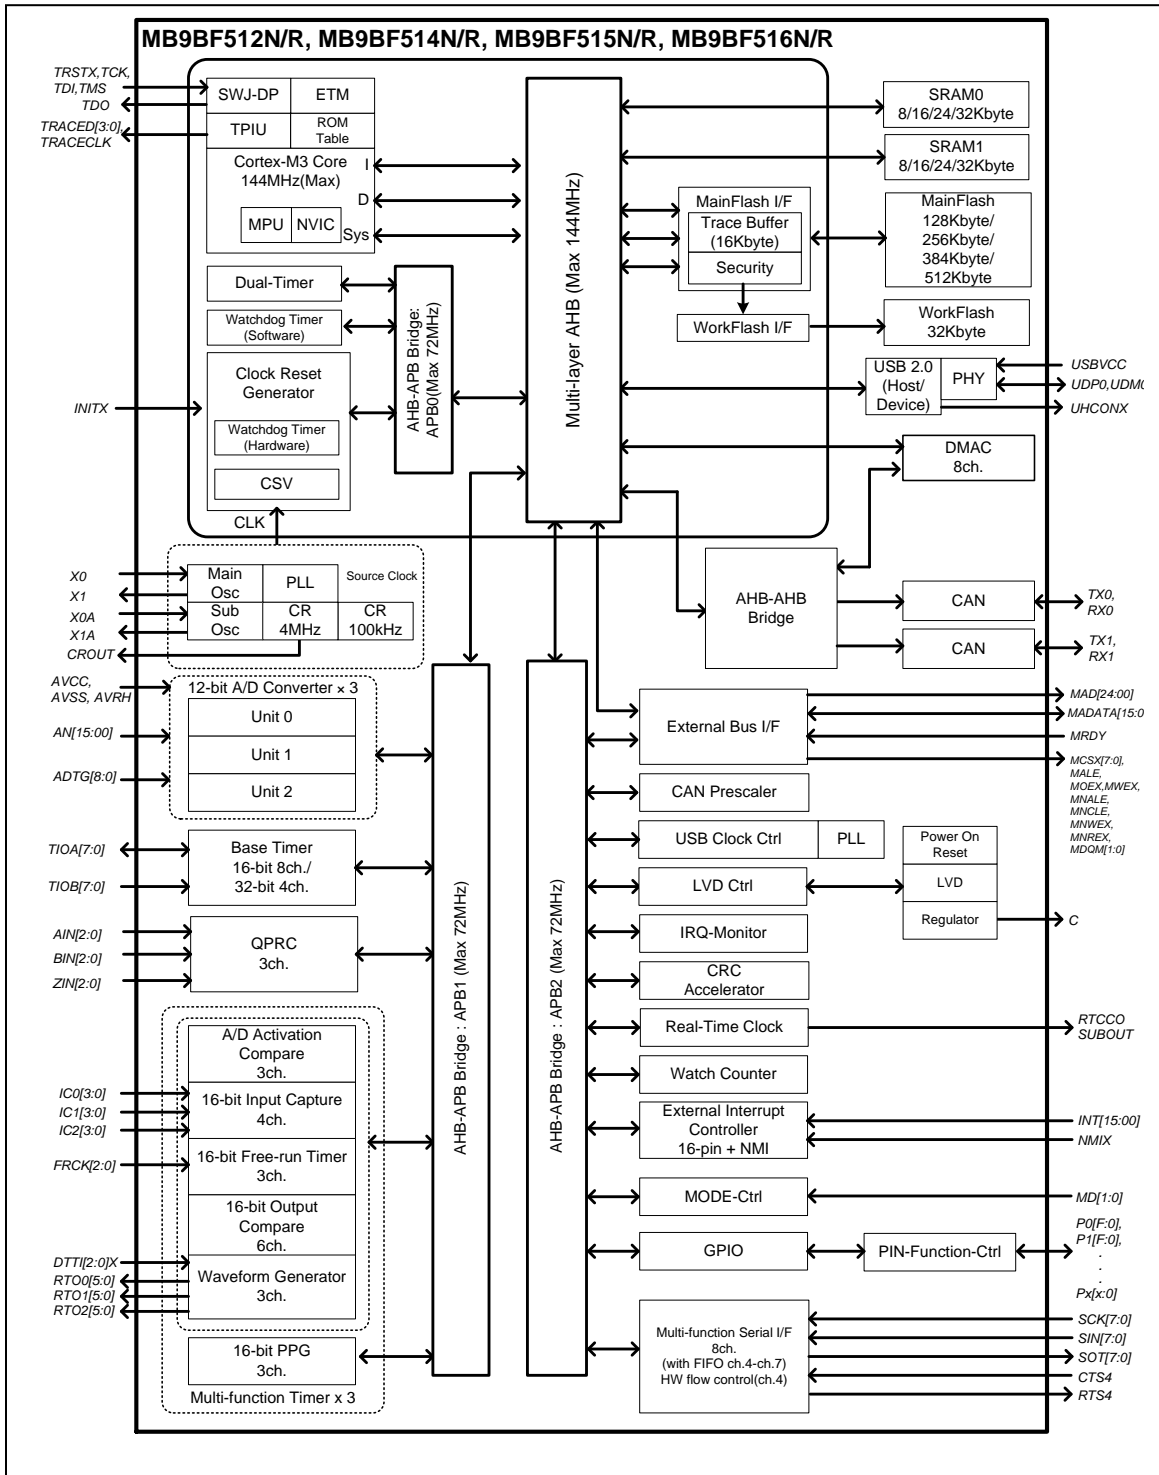 MB9BF512N/R, MB9BF514N/R, MB9BF515N/R, MB9BF516N/R
TRSTX,TCK,
TDI,TMS
TDO
TRACED[3:0],
TRACECLK
SWJ-DP
ETM
TPIU
ROM
Table
Cortex-M3 Core
144MHz(Max)
I
D
Sys
MPU
NVIC
Dual-Timer
Watchdog Timer
(Software)
Clock Reset
Generator
Watchdog Timer
(Hardware)
CSV
CLK
INITX
AHB-APB Bridge:
APB0(Max 72MHz)
Multi-layer AHB (Max 144MHz)
MainFlash I/F
Trace Buffer
(16Kbyte)
Security
WorkFlash I/F
SRAM0
8/16/24/32Kbyte
SRAM1
8/16/24/32Kbyte
MainFlash
128Kbyte/
256Kbyte/
384Kbyte/
512Kbyte
WorkFlash
32Kbyte
USB 2.0
(Host/
Device)
PHY
USBVCC
UDP0,UDM0
UHCONX
DMAC
8ch.
AHB-AHB
Bridge
CAN
TX0,
RX0
CAN
TX1,
RX1
X0
X1
X0A
X1A
CROUT
Main
Osc
PLL
Source Clock
Sub
Osc
CR
4MHz
CR
100kHz
AVCC,
AVSS, AVRH
AN[15:00]
ADTG[8:0]
12-bit A/D Converter × 3
Unit 0
Unit 1
Unit 2
TIOA[7:0]
TIOB[7:0]
Base Timer
16-bit 8ch./
32-bit 4ch.
AIN[2:0]
BIN[2:0]
ZIN[2:0]
QPRC
3ch.
A/D Activation
Compare
3ch.
IC0[3:0]
IC1[3:0]
IC2[3:0]
16-bit Input Capture
4ch.
FRCK[2:0]
16-bit Free-run Timer
3ch.
16-bit Output
Compare
6ch.
DTTI[2:0]X
RTO0[5:0]
RTO1[5:0]
RTO2[5:0]
Waveform Generator
3ch.
16-bit PPG
3ch.
Multi-function Timer x 3
AHB-APB Bridge : APB1 (Max 72MHz)
AHB-APB Bridge : APB2 (Max 72MHz)
External Bus I/F
MAD[24:00]
MADATA[15:0
MRDY
MCSX[7:0],
MALE,
MOEX,MWEX,
MNALE,
MNCLE,
MNWEX,
MNREX,
MDQM[1:0]
CAN Prescaler
USB Clock Ctrl
PLL
LVD Ctrl
Power On
Reset
LVD
Regulator
C
IRQ-Monitor
CRC
Accelerator
Real-Time Clock
RTCCO
SUBOUT
Watch Counter
External Interrupt
Controller
16-pin + NMI
INT[15:00]
NMIX
MODE-Ctrl
MD[1:0]
GPIO
PIN-Function-Ctrl
P0[F:0],
P1[F:0],
.
.
.
Px[x:0]
Multi-function Serial I/F
8ch.
(with FIFO ch.4-ch.7)
HW flow control(ch.4)
SCK[7:0]
SIN[7:0]
SOT[7:0]
CTS4
RTS4